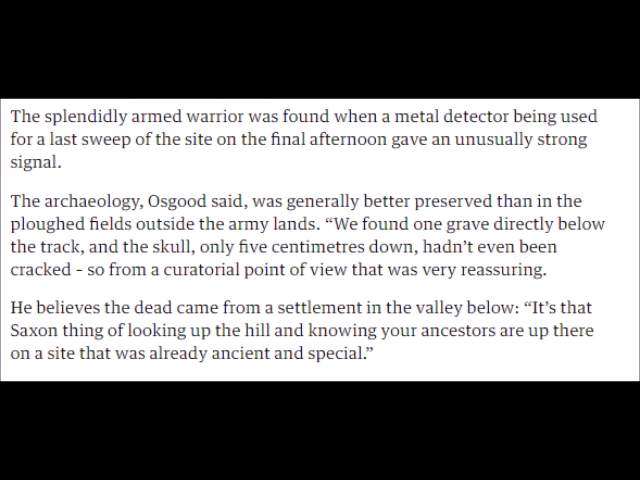 The splendidly armed warrior was found when a metal detector being used
for a last sweep of the site on the final afternoon gave an unusually strong
signal.
The archaeology, Osgood said, was generally better preserved than in the
ploughed fields outside the army lands. “We found one grave directly below
the track, and the skull, only five centimetres down, hadn’t even been
cracked - so from a curatorial point of view that was very reassuring.
He believes the dead came from a settlement in the valley below: “It’s that
Saxon thing of looking up the hill and knowing your ancestors are up there
on a site that was already ancient and special.”